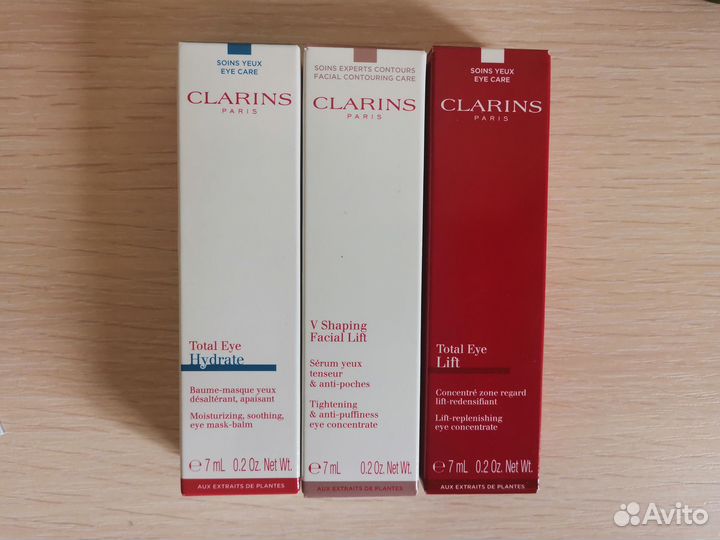 SOINS YEUX
EYE CARE
CLARINS
PARIS
Total Eye
Hydrate
Baume-masque yeux
désaltérant, apaisant
Moisturizing, soothing,
eye mask-balm
℮ 7 mL 0.2 Oz. Net Wt.
AUX EXTRAITS DE PLANTES
SOINS EXPERTS CONTOURS
FACIAL CONTOURING CARE
CLARINS
PARIS
V Shaping
Facial Lift
Sérum yeux
tenseur
& anti-poches
Tightening
& anti-puffiness
eye concentrate
℮ 7 mL 0.2 Oz. Net Wt.
AUX EXTRAITS DE PLANTES
SOINS YEUX
EYE CARE
CLARINS
PARIS
Total Eye
Lift
Concentré zone regard
lift-redensifiant
Lift-replenishing
eye concentrate
℮ 7 mL 0.2 Oz. Net Wt.
AUX EXTRAITS DE PLANTES
Avito